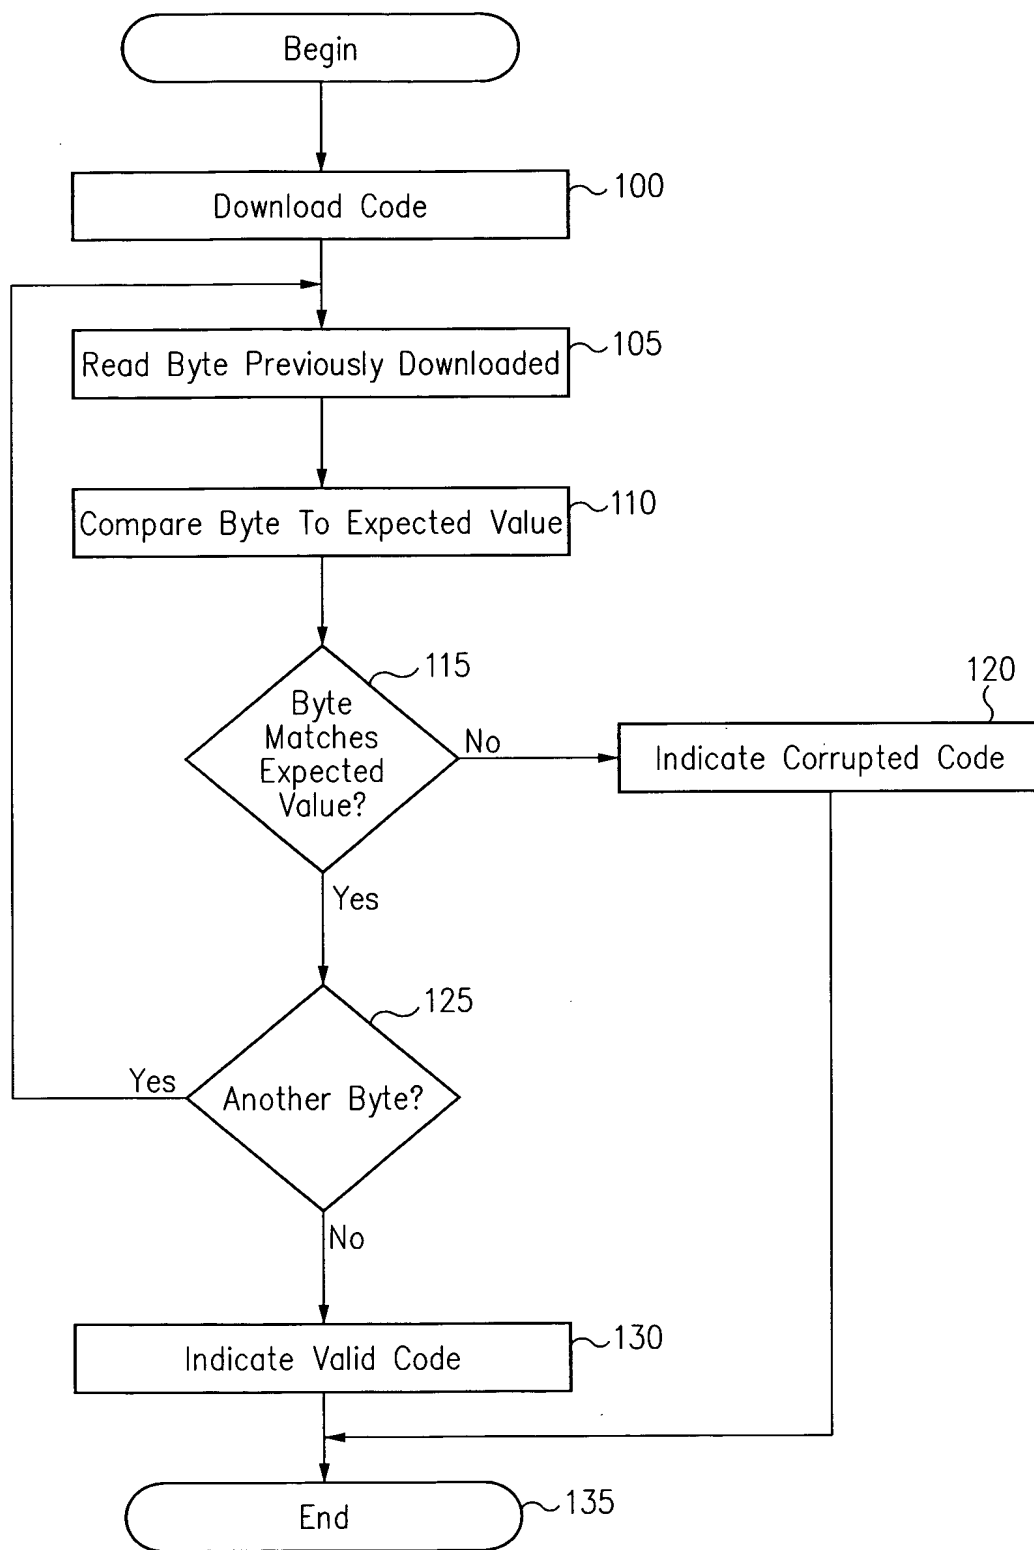 Begin
Download Code
100
Read Byte Previously Downloaded
105
Compare Byte To Expected Value
110
115
Byte
Matches
Expected
Value?
No
120
Indicate Corrupted Code
Yes
125
Yes
Another Byte?
No
Indicate Valid Code
130
End
135